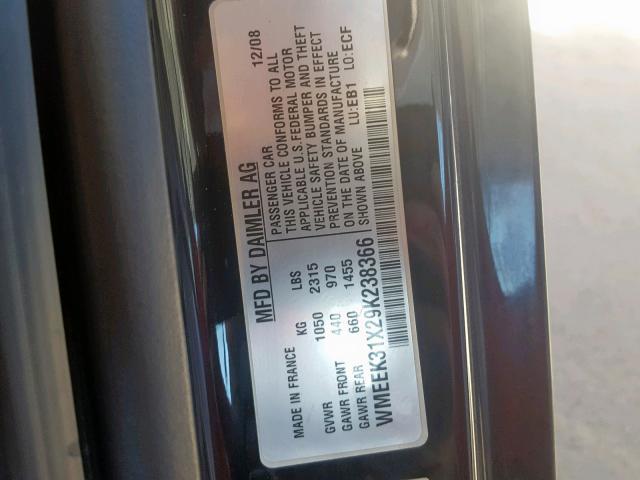 MFD BY DAIMLER AG 12/08
PASSENGER CAR
THIS VEHICLE CONFORMS TO ALL
APPLICABLE U.S. FEDERAL MOTOR
VEHICLE SAFETY BUMPER AND THEFT
PREVENTION STANDARDS IN EFFECT
ON THE DATE OF MANUFACTURE
SHOWN ABOVE LU:EB1 LO:ECF
MADE IN FRANCE KG LBS
GVWR 1050 2315
GAWR FRONT 440 970
GAWR REAR 660 1455
WMEEK31X29K238366